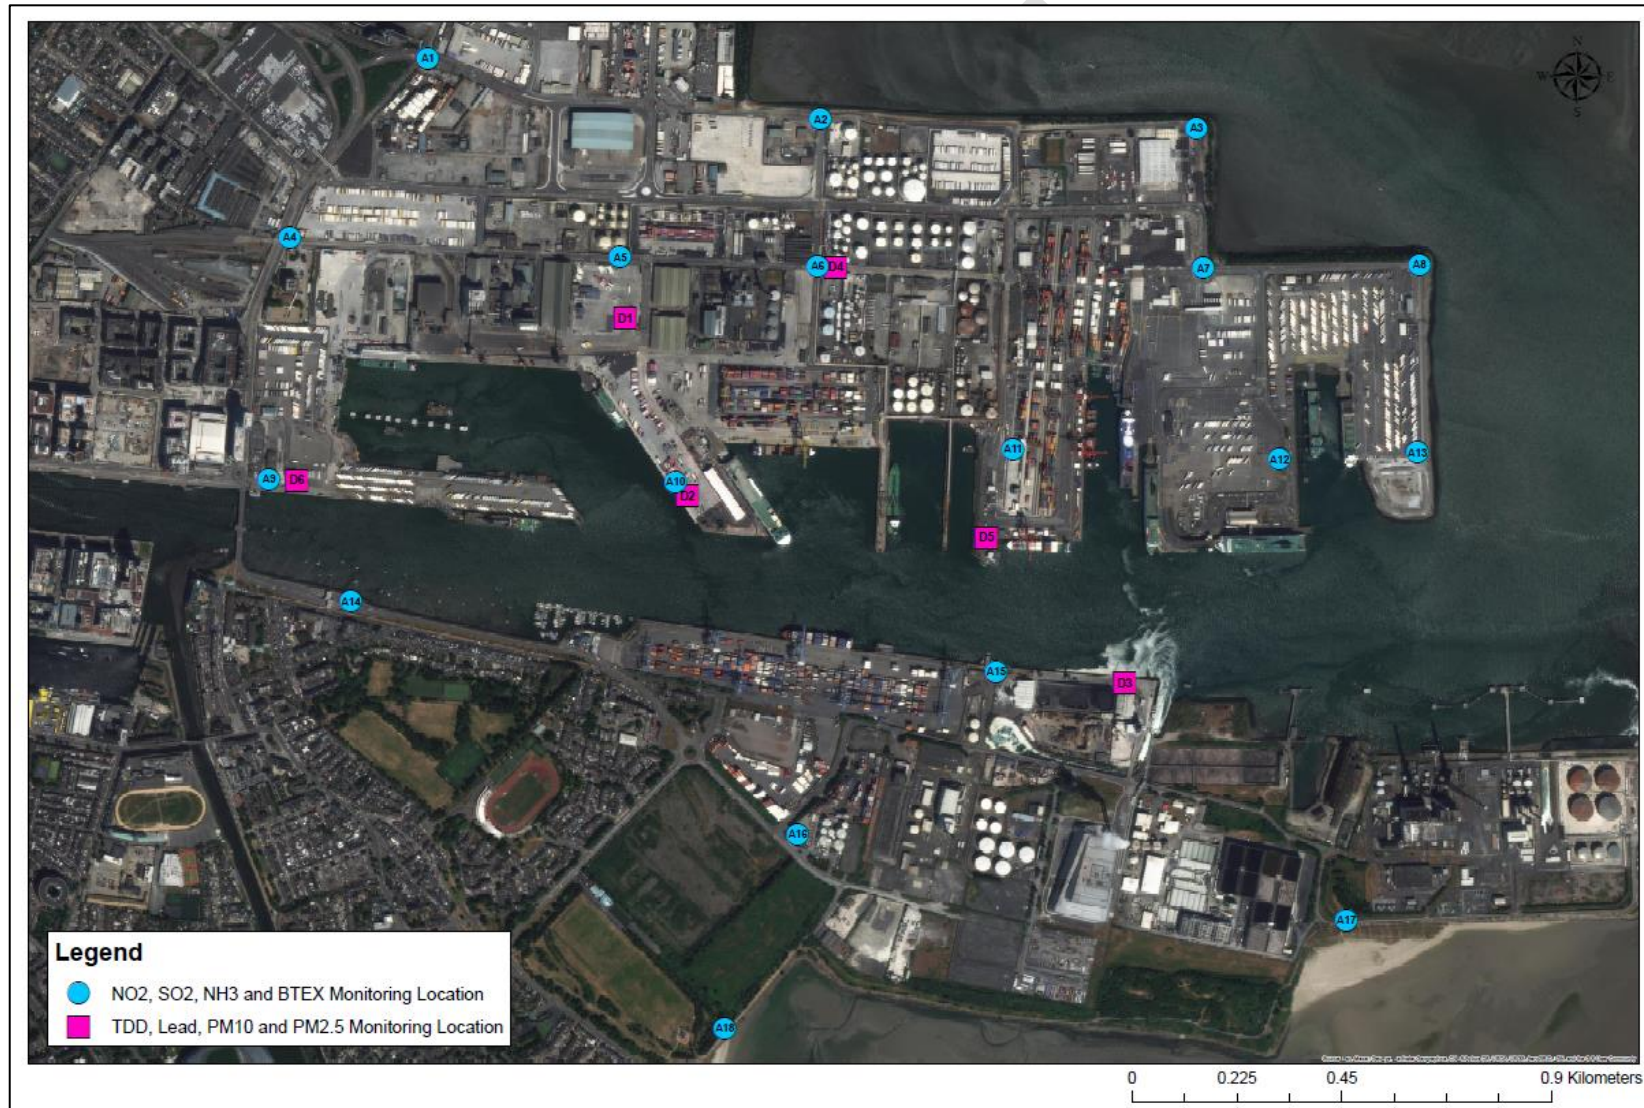 N
W E
S
A1
A2
A3
A4
A5
A6
D4
A7
A8
D1
A9
D6
A10
D2
A11
A12
A13
D5
A14
A15
D3
A16
A17
A18
Legend
NO2, SO2, NH3 and BTEX Monitoring Location
TDD, Lead, PM10 and PM2.5 Monitoring Location
0 0.225 0.45 0.9 Kilometers